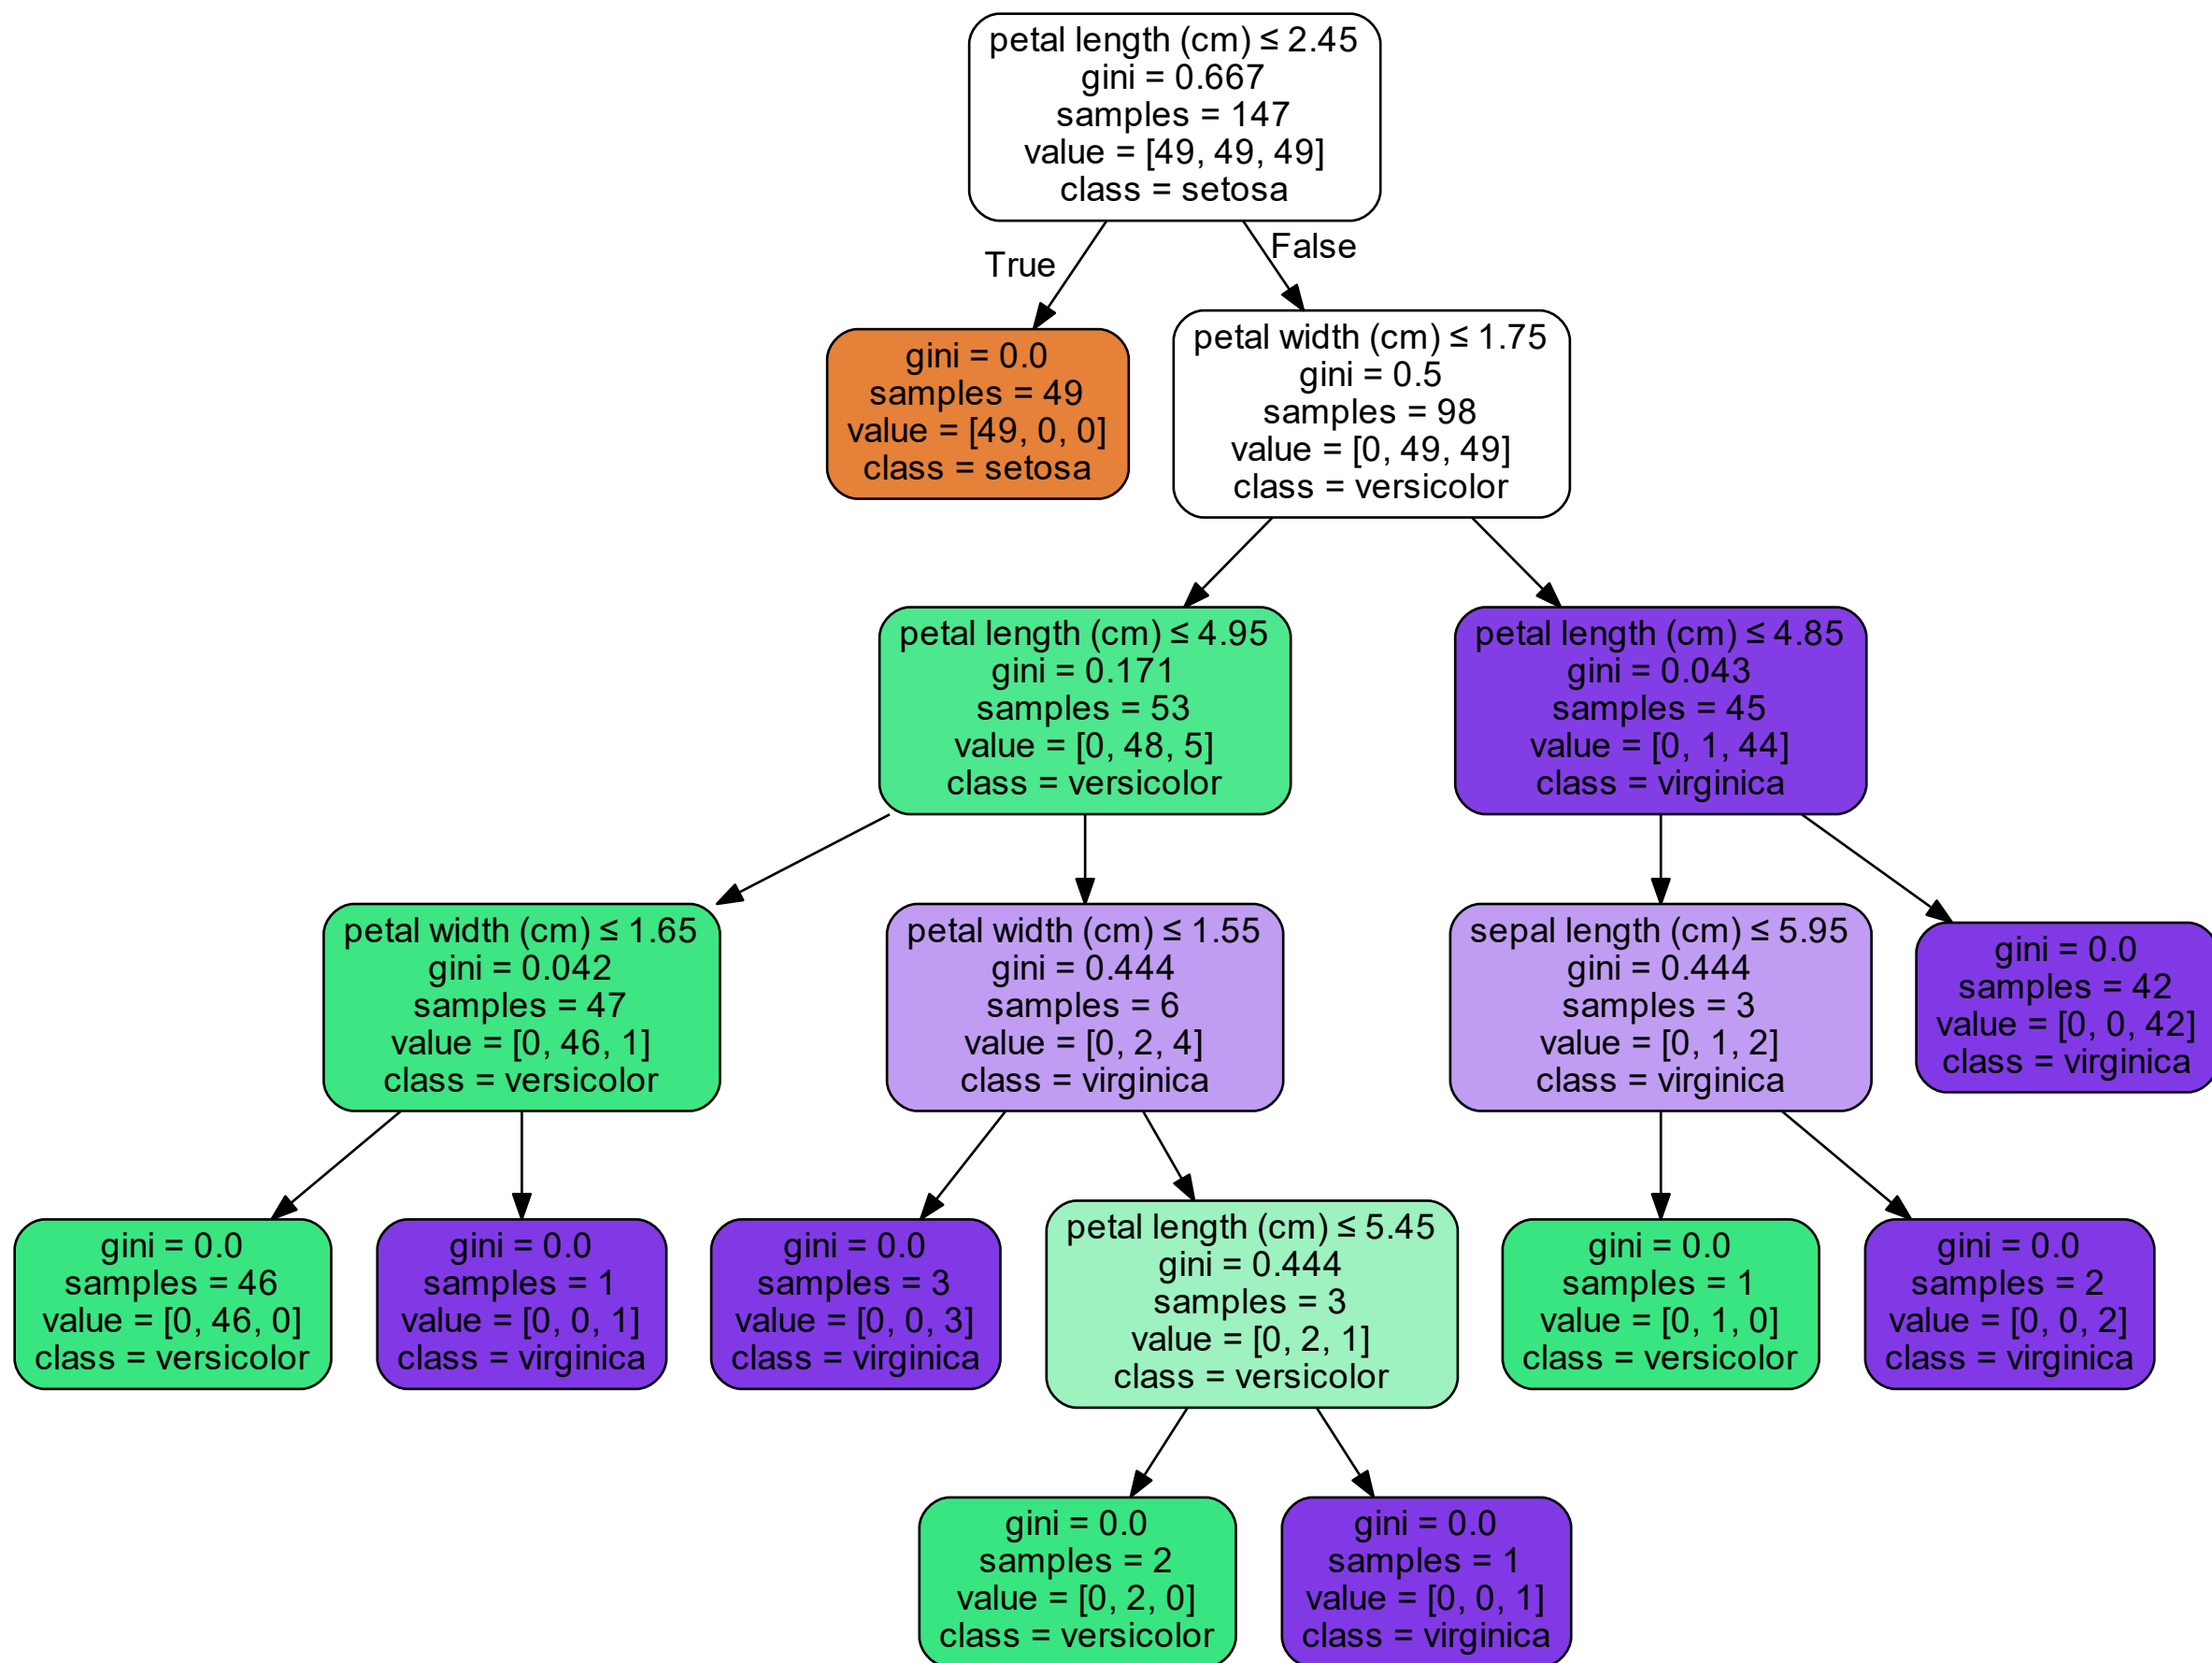 petal length (cm) ≤ 2.45
gini = 0.667
samples = 147
value = [49, 49, 49]
class = setosa
True
False
gini = 0.0
samples = 49
value = [49, 0, 0]
class = setosa
petal width (cm) ≤ 1.75
gini = 0.5
samples = 98
value = [0, 49, 49]
class = versicolor
petal length (cm) ≤ 4.95
gini = 0.171
samples = 53
value = [0, 48, 5]
class = versicolor
petal length (cm) ≤ 4.85
gini = 0.043
samples = 45
value = [0, 1, 44]
class = virginica
petal width (cm) ≤ 1.65
gini = 0.042
samples = 47
value = [0, 46, 1]
class = versicolor
petal width (cm) ≤ 1.55
gini = 0.444
samples = 6
value = [0, 2, 4]
class = virginica
sepal length (cm) ≤ 5.95
gini = 0.444
samples = 3
value = [0, 1, 2]
class = virginica
gini = 0.0
samples = 42
value = [0, 0, 42]
class = virginica
gini = 0.0
samples = 46
value = [0, 46, 0]
class = versicolor
gini = 0.0
samples = 1
value = [0, 0, 1]
class = virginica
gini = 0.0
samples = 3
value = [0, 0, 3]
class = virginica
petal length (cm) ≤ 5.45
gini = 0.444
samples = 3
value = [0, 2, 1]
class = versicolor
gini = 0.0
samples = 1
value = [0, 1, 0]
class = versicolor
gini = 0.0
samples = 2
value = [0, 0, 2]
class = virginica
gini = 0.0
samples = 2
value = [0, 2, 0]
class = versicolor
gini = 0.0
samples = 1
value = [0, 0, 1]
class = virginica